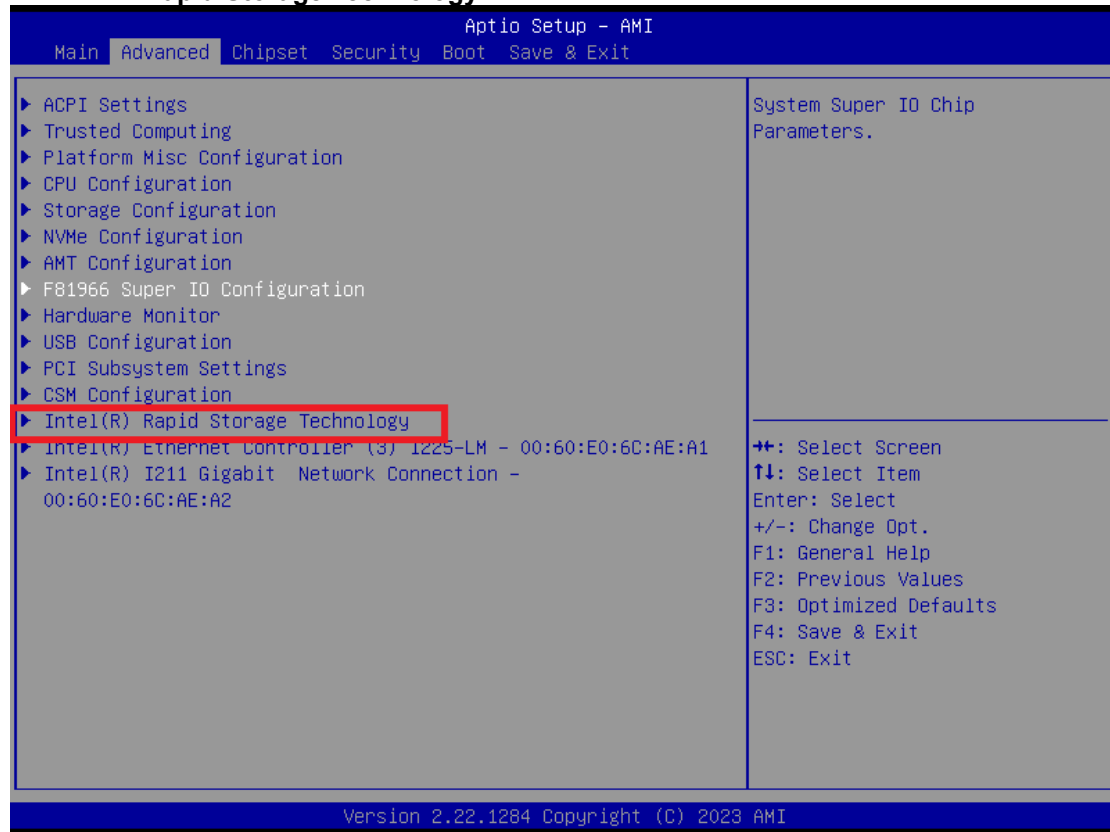 Rapid Storage Technology
Aptio Setup – AMI
Main Advanced Chipset Security Boot Save & Exit
▶ ACPI Settings
▶ Trusted Computing
▶ Platform Misc Configuration
▶ CPU Configuration
▶ Storage Configuration
▶ NVMe Configuration
▶ AMT Configuration
▶ F81966 Super IO Configuration
▶ Hardware Monitor
▶ USB Configuration
▶ PCI Subsystem Settings
▶ CSM Configuration
▶ Intel(R) Rapid Storage Technology
▶ Intel(R) Ethernet Controller (3) I225-LM – 00:60:E0:6C:AE:A1
▶ Intel(R) I211 Gigabit Network Connection –
00:60:E0:6C:AE:A2
System Super IO Chip
Parameters.
→←: Select Screen
↑↓: Select Item
Enter: Select
+/-: Change Opt.
F1: General Help
F2: Previous Values
F3: Optimized Defaults
F4: Save & Exit
ESC: Exit
Version 2.22.1284 Copyright (C) 2023 AMI